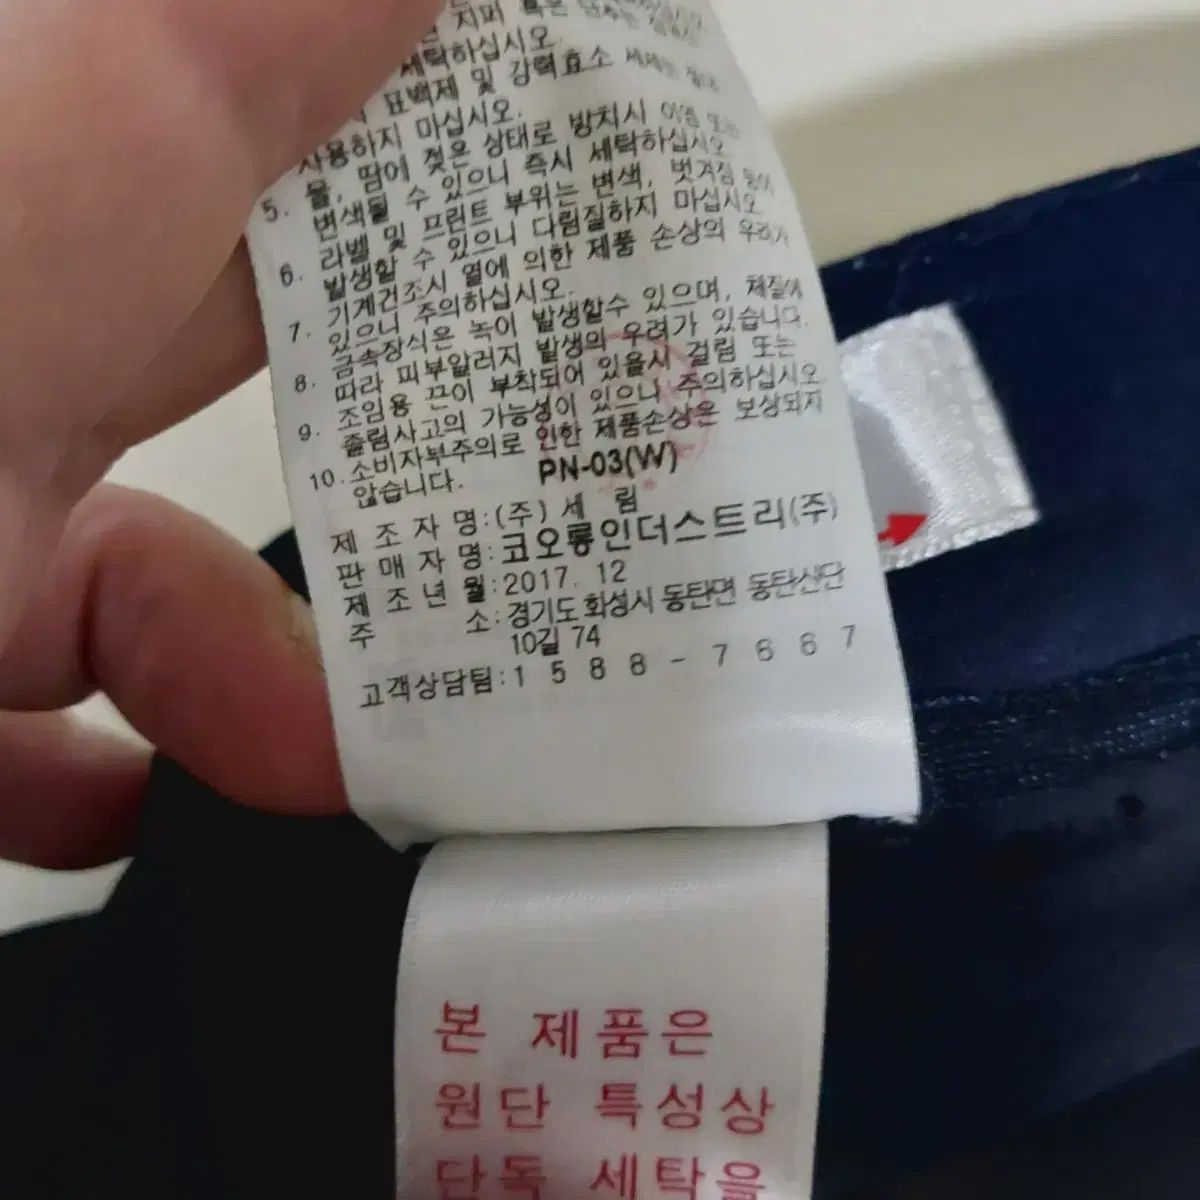 지퍼 혹은 단추는
세탁하십시오.
표백제 및 강력효소 세제는 절대
사용하지 마십시오.
5. 물, 땀에 젖은 상태로 방치시 이염 또는
변색될 수 있으니 즉시 세탁하십시오.
6. 라벨 및 프린트 부위는 변색, 벗겨짐 등이
발생할 수 있으니 다림질하지 마십시오.
7. 기계건조시 열에 의한 제품 손상의 우려가
있으니 주의하십시오.
8. 금속장식은 녹이 발생할수 있으며, 체질에
따라 피부알러지 발생의 우려가 있습니다.
9. 조임용 끈이 부착되어 있을시 걸림 또는
졸림사고의 가능성이 있으니 주의하십시오.
10. 소비자부주의로 인한 제품손상은 보상되지
않습니다.
PN-03(W)
제 조 자 명:(주) 세 림
판 매 자 명:코오롱인더스트리(주)
제 조 년 월:2017. 12
주 소:경기도 화성시 동탄면 동탄산단
10길 74
고객상담팀:1588-7667
본 제품은
원단 특성상
단독 세탁을